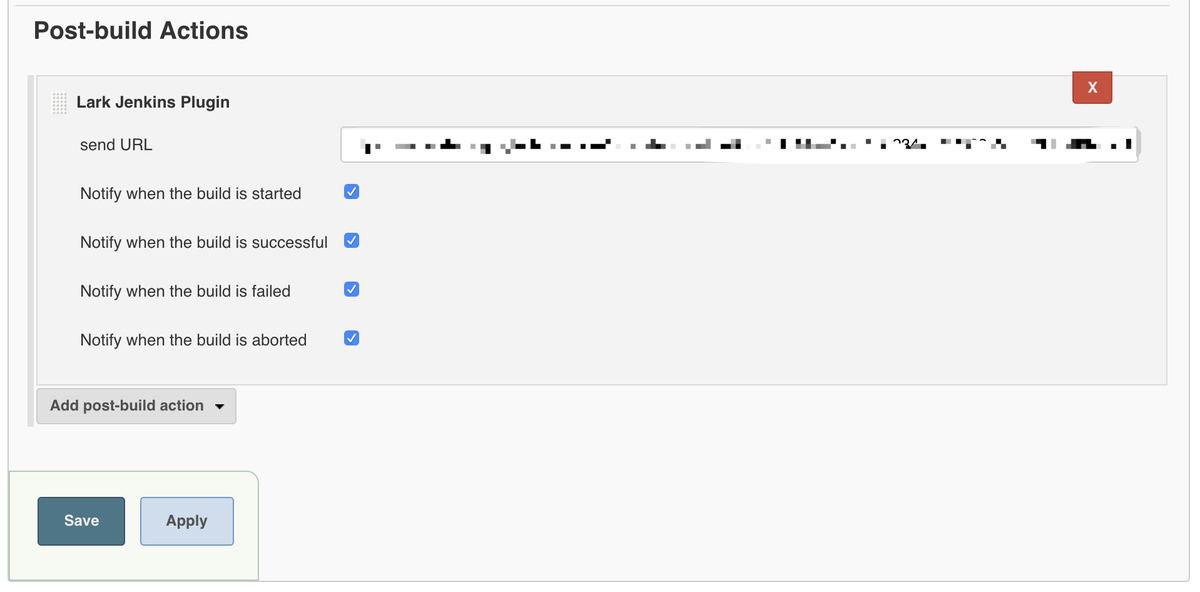 Post-build Actions
X
Lark Jenkins Plugin
send URL
Notify when the build is started
Notify when the build is successful
Notify when the build is failed
Notify when the build is aborted
Add post-build action
Save
Apply